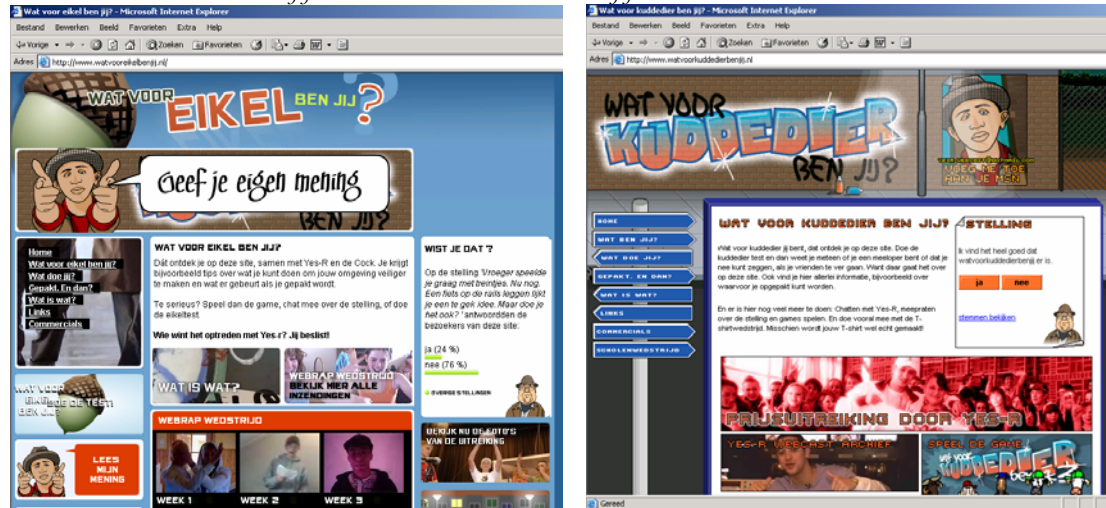 Wat voor eikel ben jij? - Microsoft Internet Explorer
Bestand Bewerken Beeld Favorieten Extra Help
Vorige Zoeken Favorieten
Adres http://www.watvooreikelbenjij.nl/
WAT VOOR EIKEL BEN JIJ?
Geef je eigen mening
BEN JIJ?
Home
Wat voor eikel ben jij?
Wat doe jij?
Gepakt. En dan?
Wat is wat?
Links
Commercials
WAT VOOR
EIKEL
BEN JIJ?
DOE DE TEST!
LEES
MIJN
MENING
WAT VOOR EIKEL BEN JIJ?
Dát ontdek je op deze site, samen met Yes-R en de Cock. Je krijgt
bijvoorbeeld tips over wat je kunt doen om jouw omgeving veiliger
te maken en wat er gebeurt als je gepakt wordt.
Te serieus? Speel dan de game, chat mee over de stelling, of doe
de eikeltest.
Wie wint het optreden met Yes-r? Jij beslist!
WAT IS WAT?
WEBRAP WEDSTRIJD
BEKIJK HIER ALLE
INZENDINGEN
WEBRAP WEDSTRIJD
WEEK 1 WEEK 2 WEEK 3
WIST JE DAT ?
Op de stelling 'Vroeger speelde
je graag met treintjes. Nu nog.
Een fiets op de rails leggen lijkt
je een te gek idee. Maar doe je
het ook? ' antwoordden de
bezoekers van deze site:
ja (24 %)
nee (76 %)
OVERIGE STELLINGEN
BEKIJK NU DE FOTO'S
VAN DE UITREIKING
Wat voor kuddedier ben jij? - Microsoft Internet Explorer
Bestand Bewerken Beeld Favorieten Extra Help
Vorige Zoeken Favorieten
Adres http://www.watvoorkuddedierbenjij.nl
WAT VOOR
KUDDEDIER
BEN JIJ?
VOEG ME TOE
AAN JE MSN
HOME
WAT BEN JIJ?
WAT DOE JIJ?
GEPAKT. EN DAN?
WAT IS WAT?
LINKS
COMMERCIALS
SCHOLENWEDSTRIJD
WAT VOOR KUDDEDIER BEN JIJ?
Wat voor kuddedier jij bent, dat ontdek je op deze site. Doe de
kuddedier test en dan weet je meteen of je een meeloper bent of dat je
nee kunt zeggen, als je vrienden te ver gaan. Want daar gaat het over
op deze site. Ook vind je hier allerlei informatie, bijvoorbeeld over
waarvoor je opgepakt kunt worden.
En er is hier nog veel meer te doen: Chatten met Yes-R, meepraten
over de stelling en games spelen. En doe vooral mee met de T-
shirtwedstrijd. Misschien wordt jouw T-shirt wel echt gemaakt!
STELLING
Ik vind het heel goed dat
watvoorkuddedierbenjij er is.
ja nee
stemmen bekijken
PRIJSUITREIKING DOOR YES-R
YES-R WEBCAST ARCHIEF
SPEEL DE GAME
WAT VOOR
KUDDEDIER
Gereed